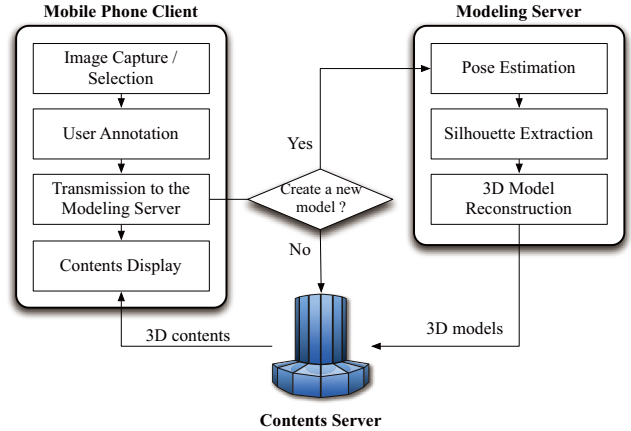 Mobile Phone Client
Image Capture /
Selection
User Annotation
Transmission to the
Modeling Server
Contents Display
Create a new
model ?
Yes
No
Modeling Server
Pose Estimation
Silhouette Extraction
3D Model
Reconstruction
3D contents
3D models
Contents Server